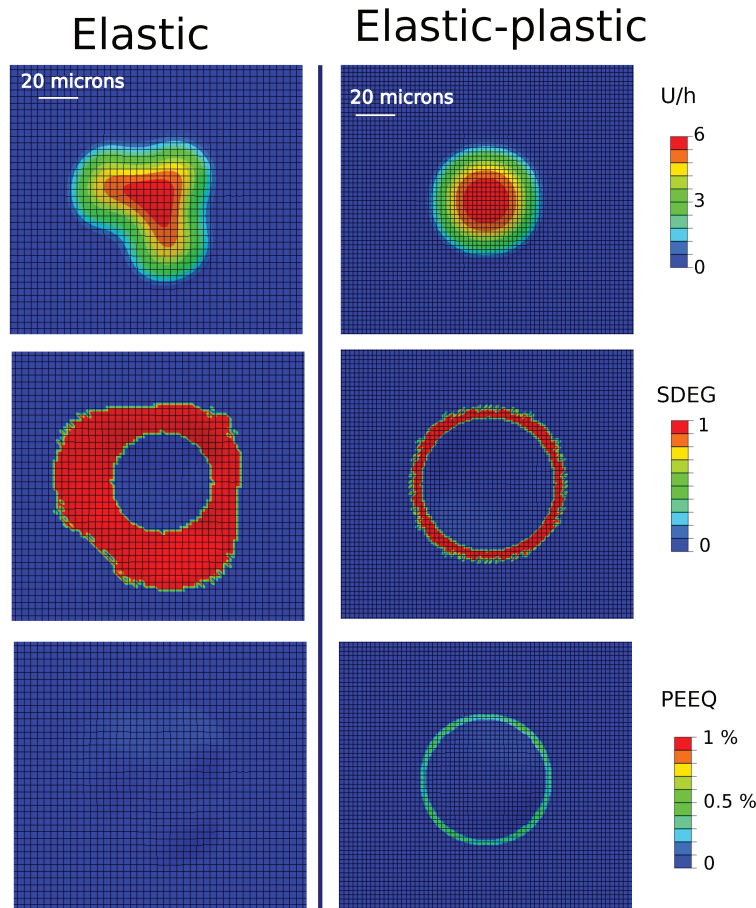 Elastic
Elastic-plastic
20 microns
20 microns
U/h
6
3
0
SDEG
1
0
PEEQ
1 %
0.5 %
0